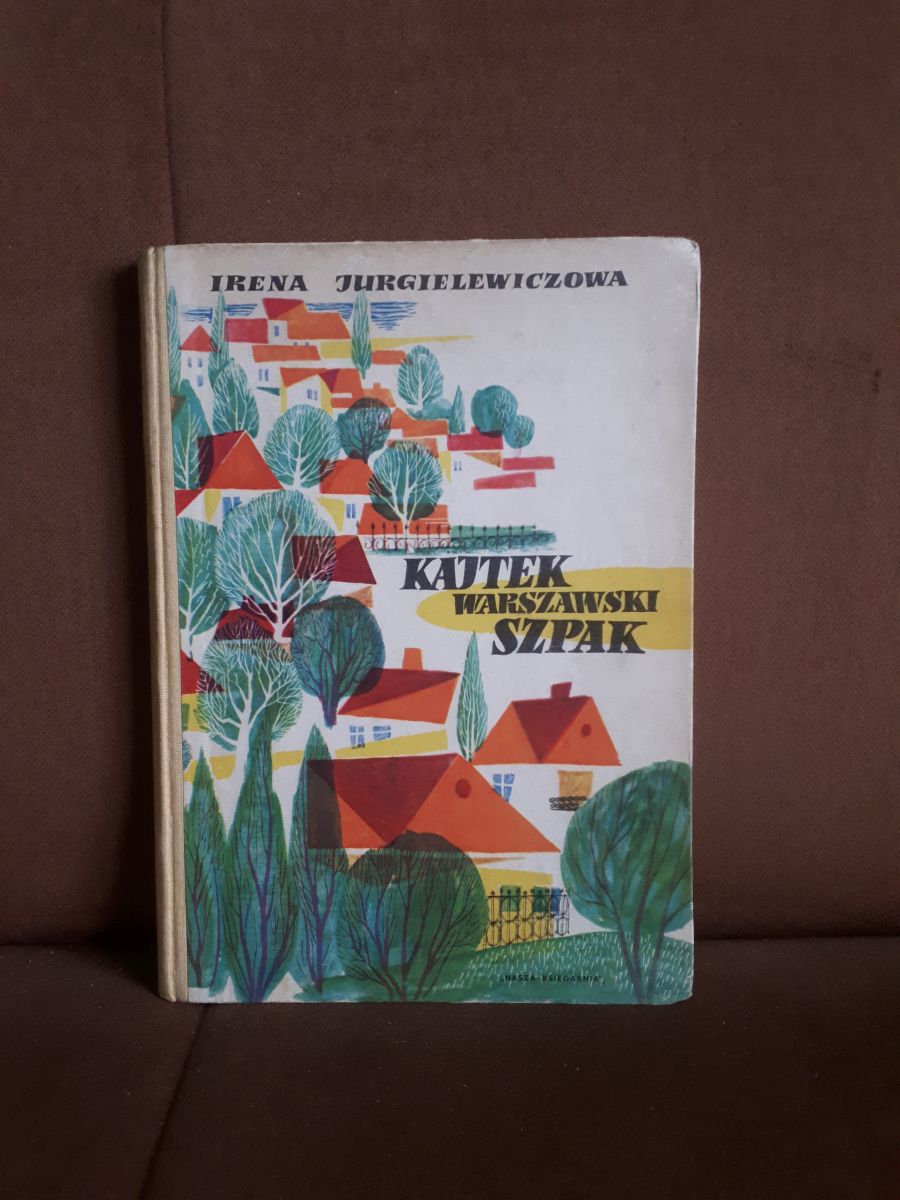 IRENA JURGIELEWICZOWA
KAJTEK
WARSZAWSKI
SZPAK
„NASZA KSIĘGARNIA”